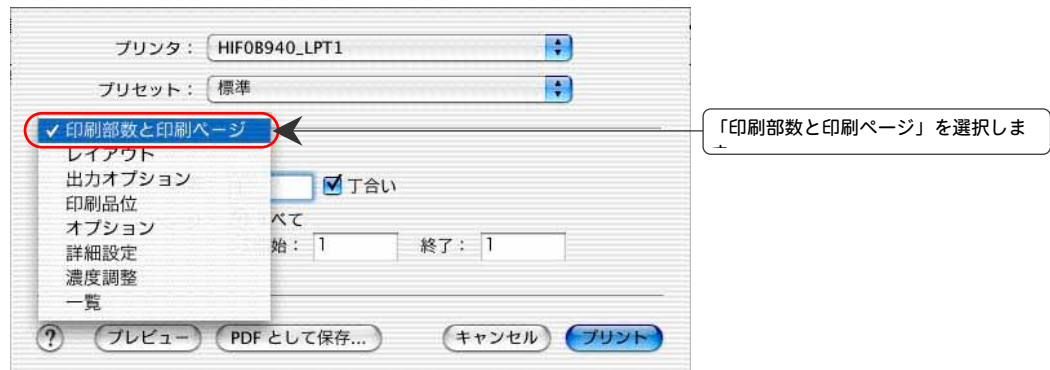 プリンタ： HIF0B940_LPT1
プリセット： 標準
✓ 印刷部数と印刷ページ
「印刷部数と印刷ページ」を選択しま
レイアウト
出力オプション
丁合い
印刷品位
オプション
べて
詳細設定
始： 1 終了： 1
濃度調整
一覧
? プレビュー PDF として保存... キャンセル プリント